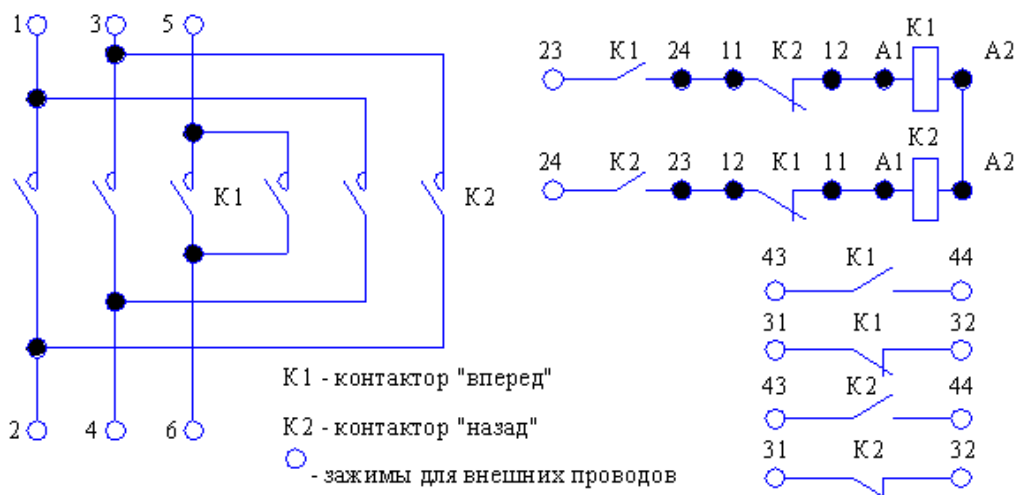 1 3 5
K1 K2
2 4 6
K1 - контактор "вперед"
K2 - контактор "назад"
- зажимы для внешних проводов
K1
23 K1 24 11 K2 12 A1 A2
K2
24 K2 23 12 K1 11 A1 A2
43 K1 44
31 K1 32
43 K2 44
31 K2 32